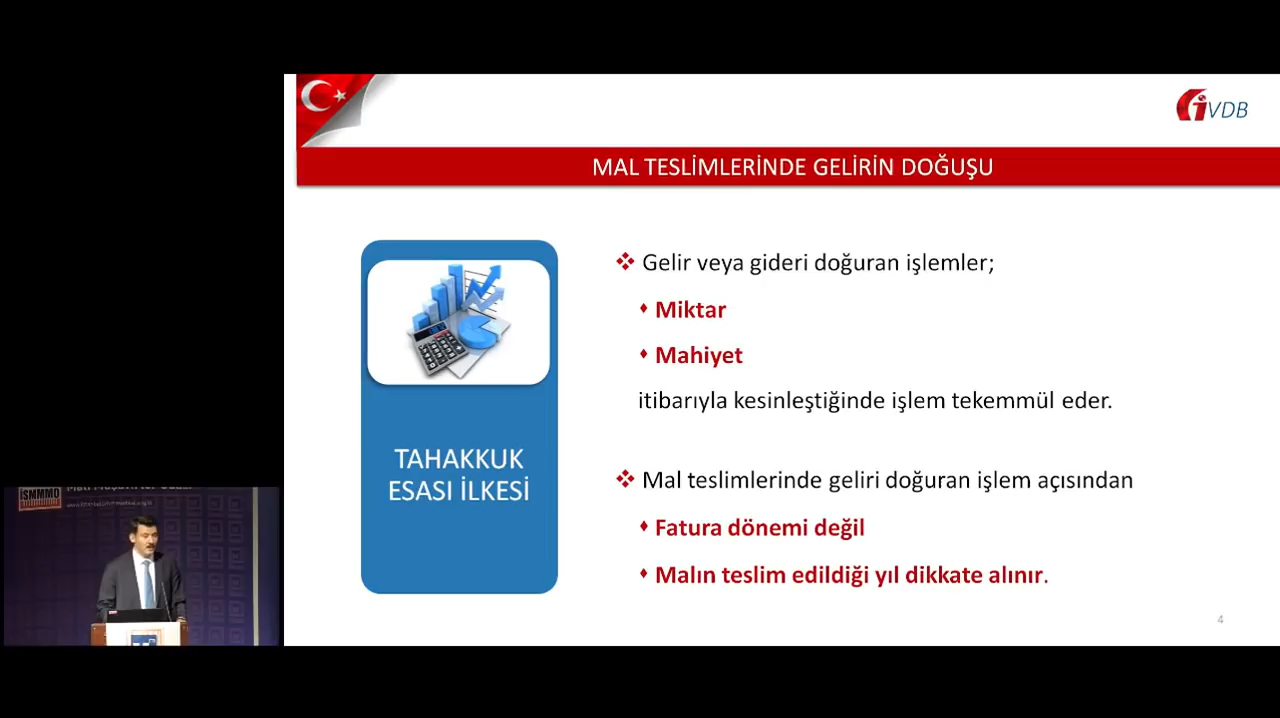 İVDB
MAL TESLİMLERİNDE GELİRİN DOĞUŞU
TAHAKKUK
ESASI İLKESİ
Gelir veya gideri doğuran işlemler;
Miktar
Mahiyet
itibarıyla kesinleştiğinde işlem tekemmül eder.
Mal teslimlerinde geliri doğuran işlem açısından
Fatura dönemi değil
Malın teslim edildiği yıl dikkate alınır.
4
İSMMMO